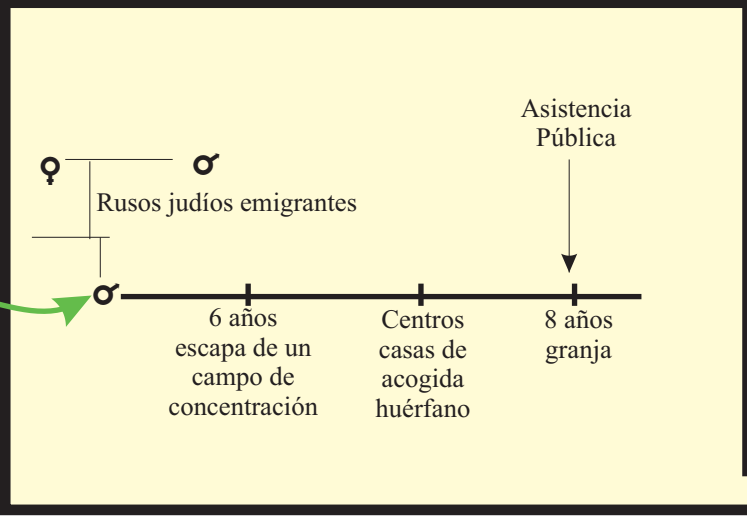 Asistencia
Pública
Rusos judíos emigrantes
6 años
escapa de un
campo de
concentración
Centros
casas de
acogida
huérfano
8 años
granja